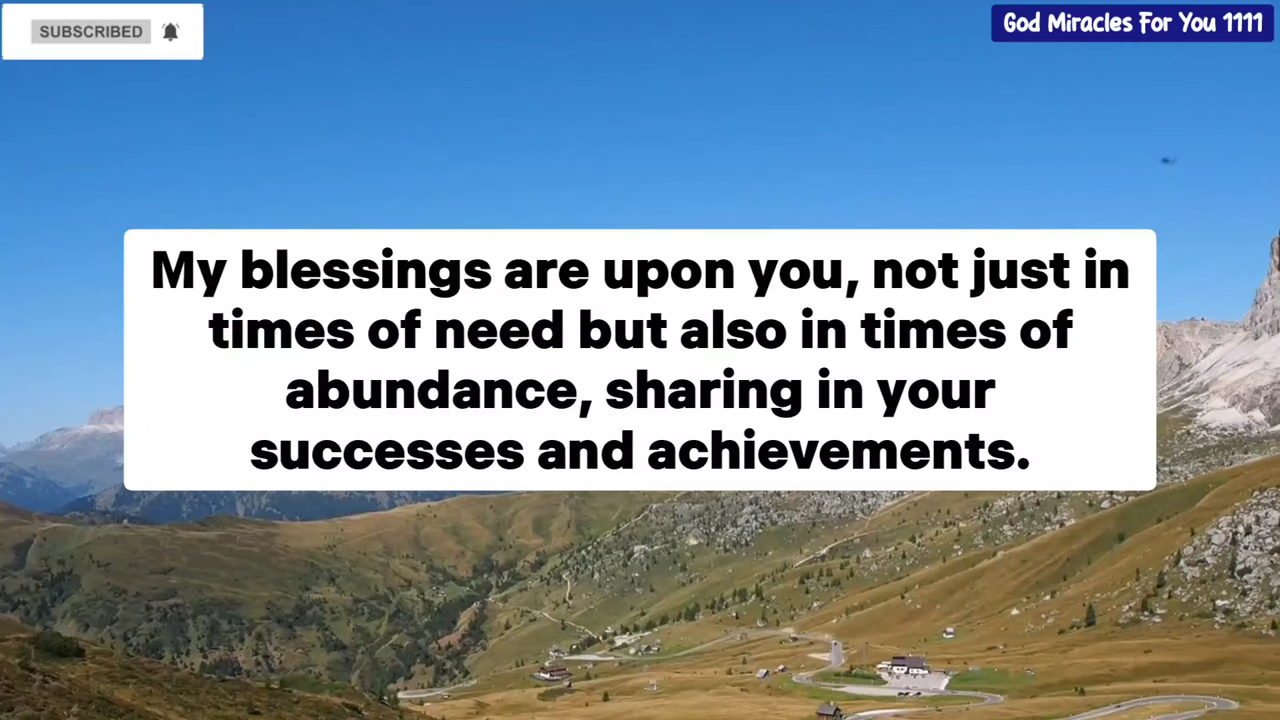 SUBSCRIBED
God Miracles For You 1111
My blessings are upon you, not just in
times of need but also in times of
abundance, sharing in your
successes and achievements.